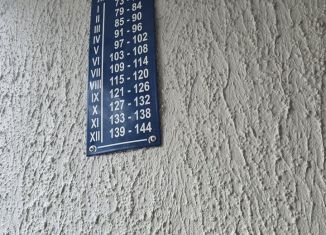 73 -
I 79 - 84
II 85 - 90
III 91 - 96
IV 97 - 102
V 103 - 108
VI 109 - 114
VII 115 - 120
VIII 121 - 126
IX 127 - 132
X 133 - 138
XI 139 - 144
XII